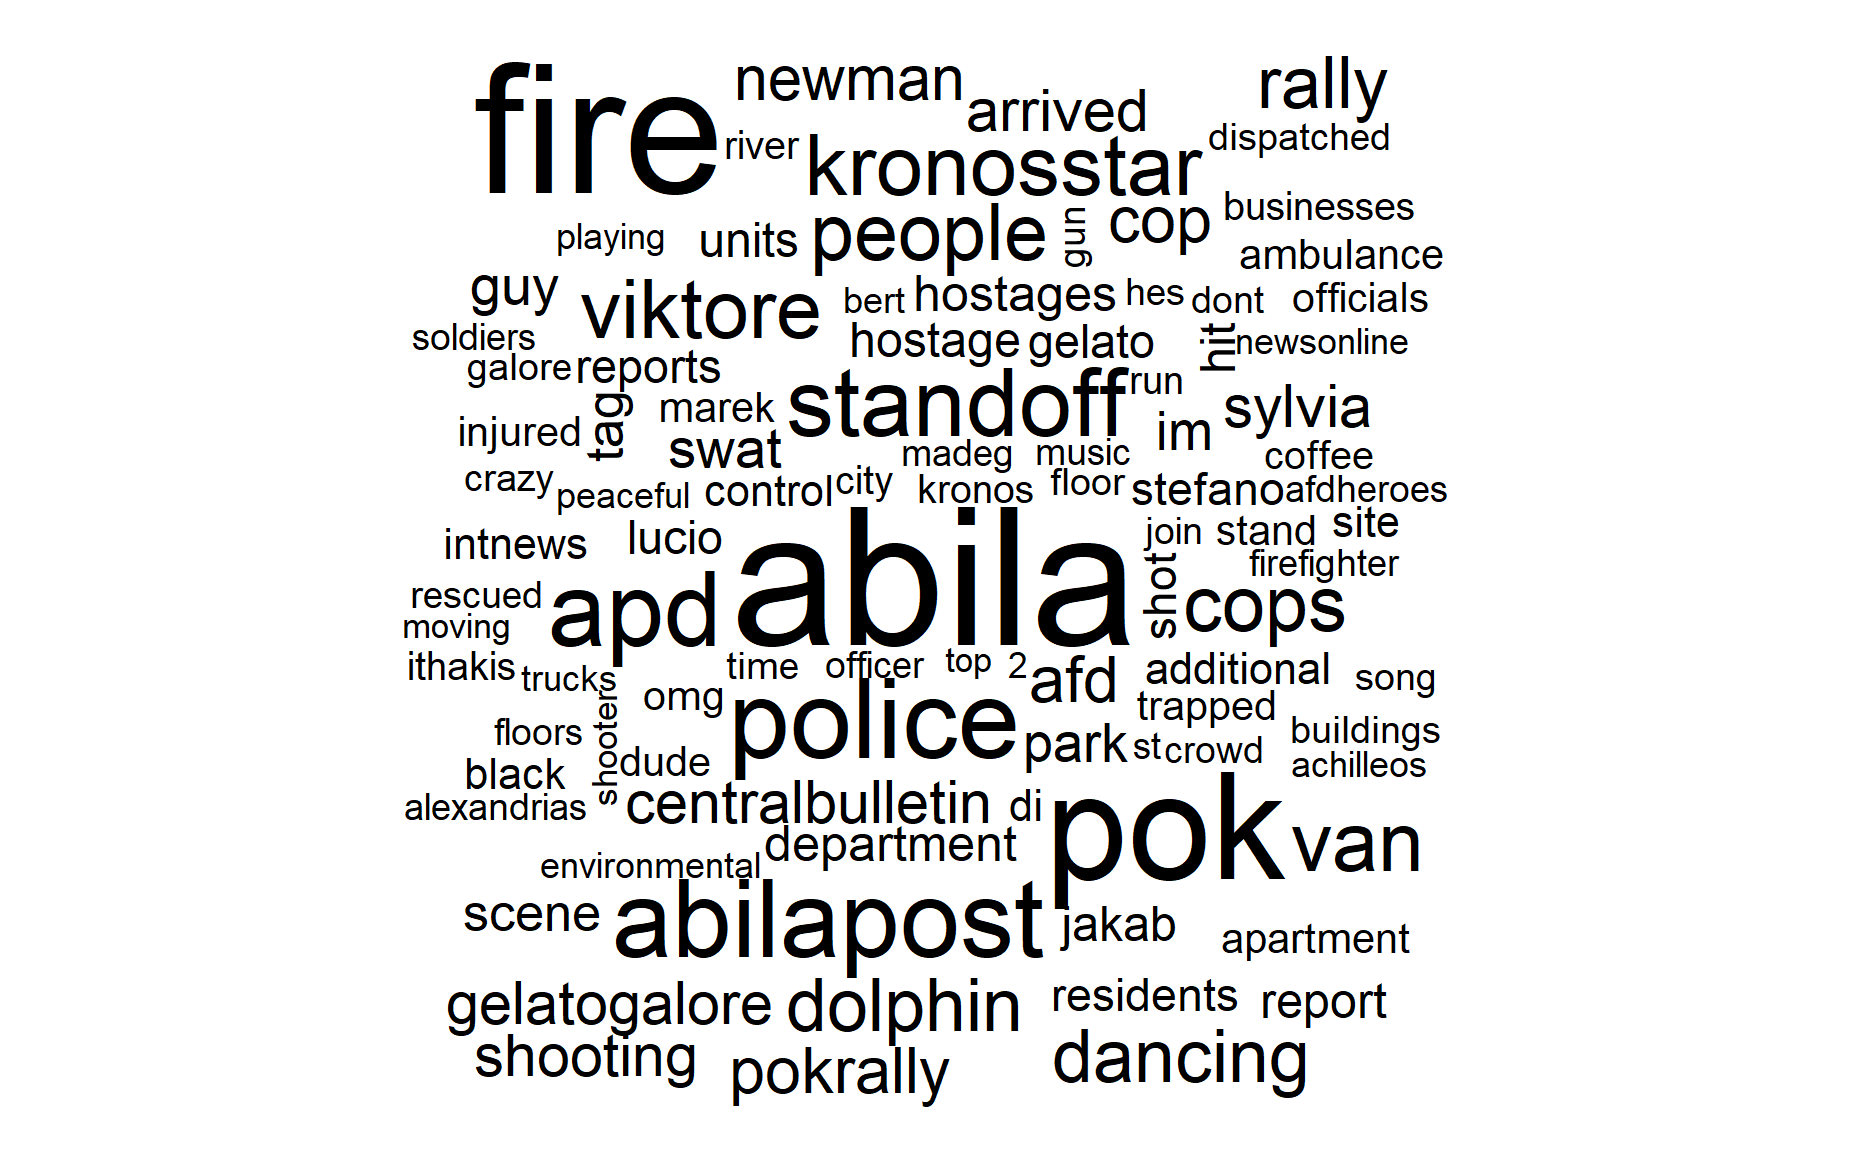 fire newman arrived rally
river kronosstar dispatched
playing units people gun cop businesses
ambulance
guy viktore bert hostages hes dont officials
soldiers hostage gelato hit newsonline
galore reports
tag marek standoff run sylvia
injured swat im
madeg music coffee
crazy peaceful control city kronos floor stefano afdheroes
intnews lucio abila join stand site
shot firefighter
rescued apd cops
moving
ithakis trucks time officer top 2 afd additional song
shooter omg police trapped
floors park st crowd buildings
black dude achilleos
alexandrias centralbulletin di pok van
department
environmental
scene abilapost jakab apartment
gelatogalore dolphin residents report
shooting pokrally dancing